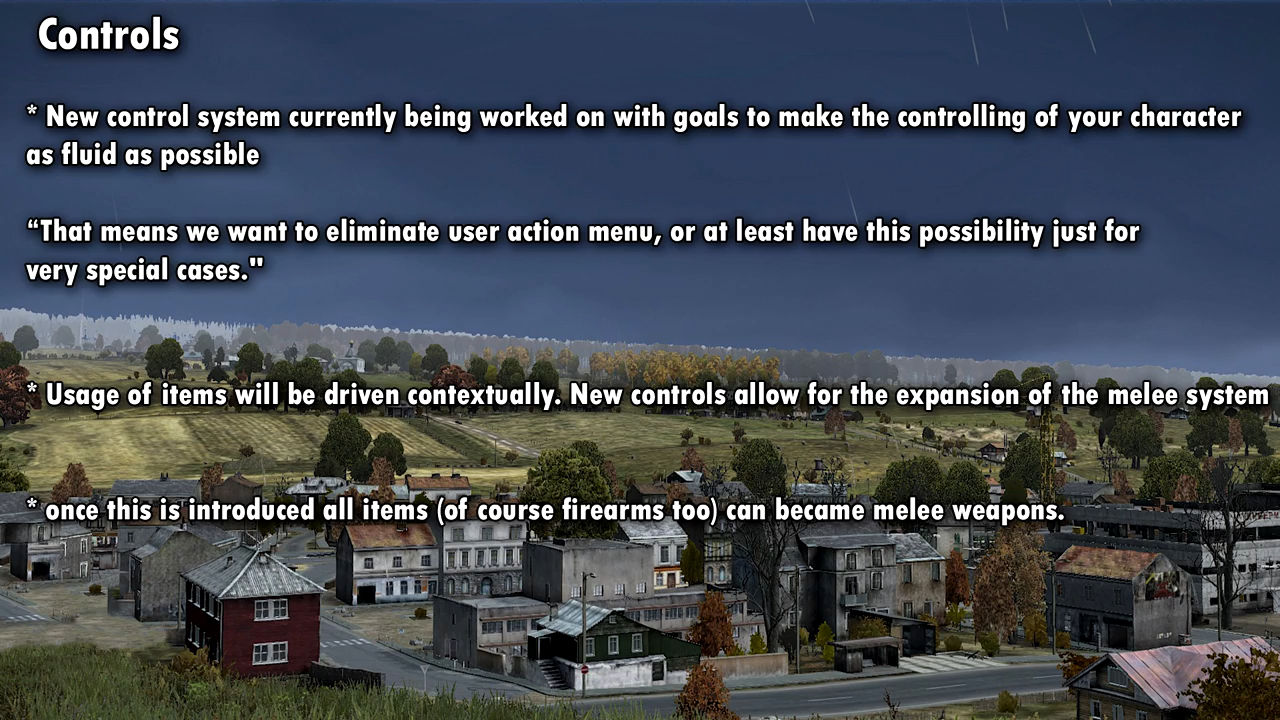 Controls
* New control system currently being worked on with goals to make the controlling of your character
as fluid as possible
“That means we want to eliminate user action menu, or at least have this possibility just for
very special cases."
* Usage of items will be driven contextually. New controls allow for the expansion of the melee system
* once this is introduced all items (of course firearms too) can became melee weapons.